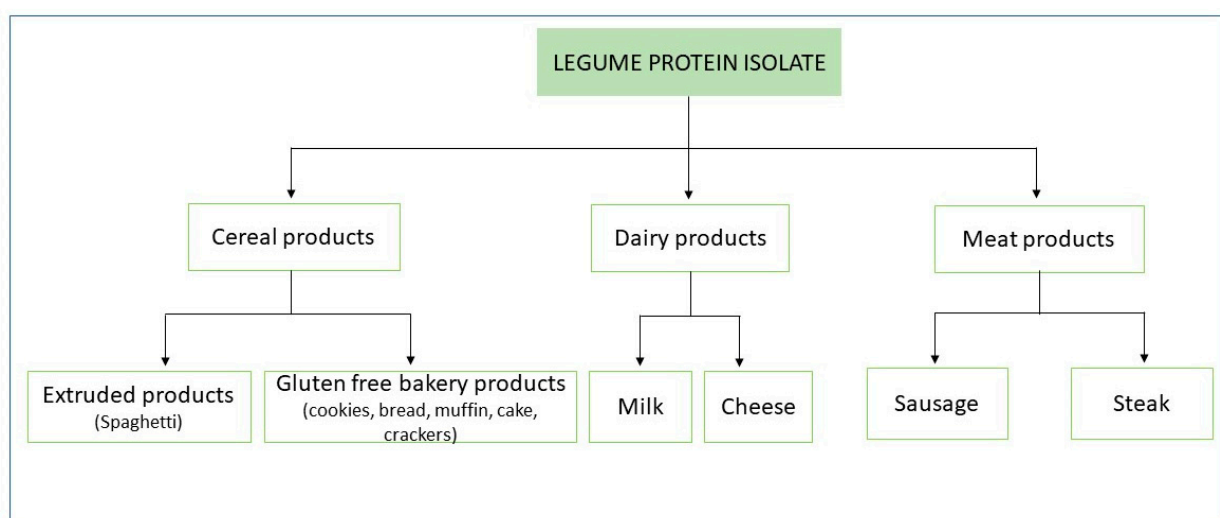 LEGUME PROTEIN ISOLATE
Cereal products
Dairy products
Meat products
Extruded products
(Spaghetti)
Gluten free bakery products
(cookies, bread, muffin, cake,
crackers)
Milk
Cheese
Sausage
Steak